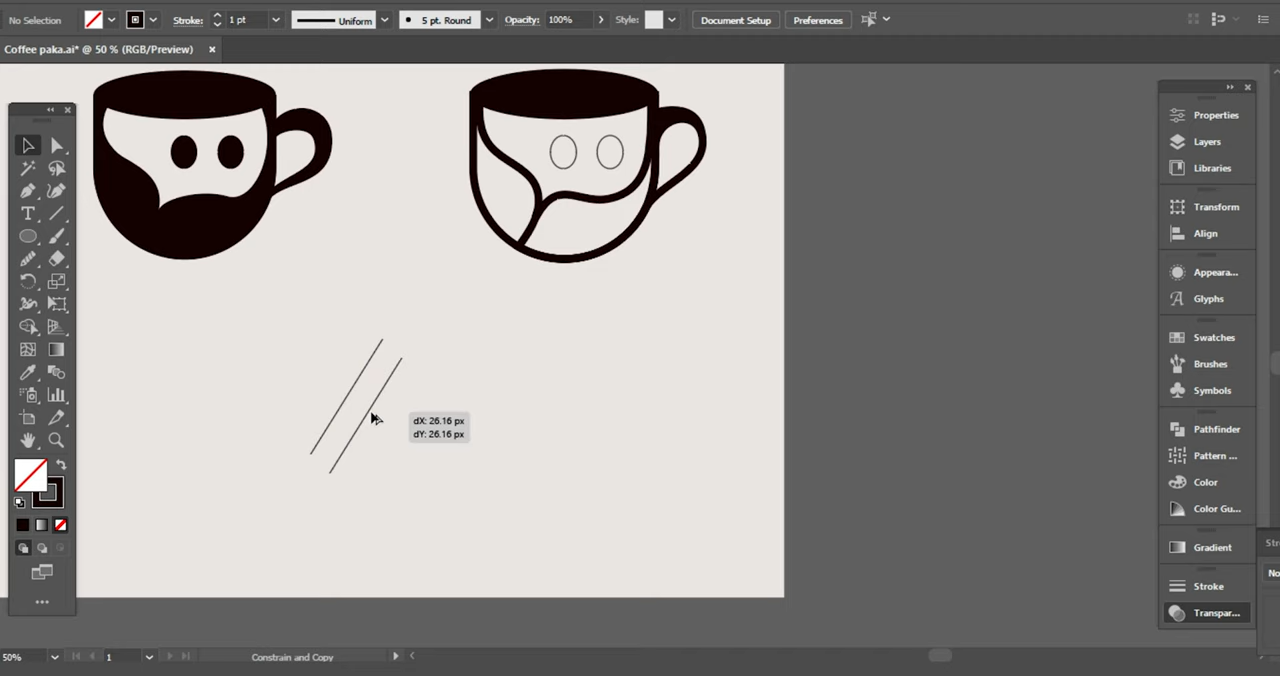 No Selection Stroke: 1 pt Uniform 5 pt. Round Opacity: 100% Style: Document Setup Preferences
Coffee paka.ai* @ 50 % (RGB/Preview)
Properties
Layers
Libraries
Transform
Align
Appeara...
Glyphs
Swatches
Brushes
Symbols
dX: 26.16 px
dY: 26.16 px
Pathfinder
Pattern ...
Color
Color Gu...
Gradient
Str
No
Stroke
Transpar...
50% 1 Constrain and Copy